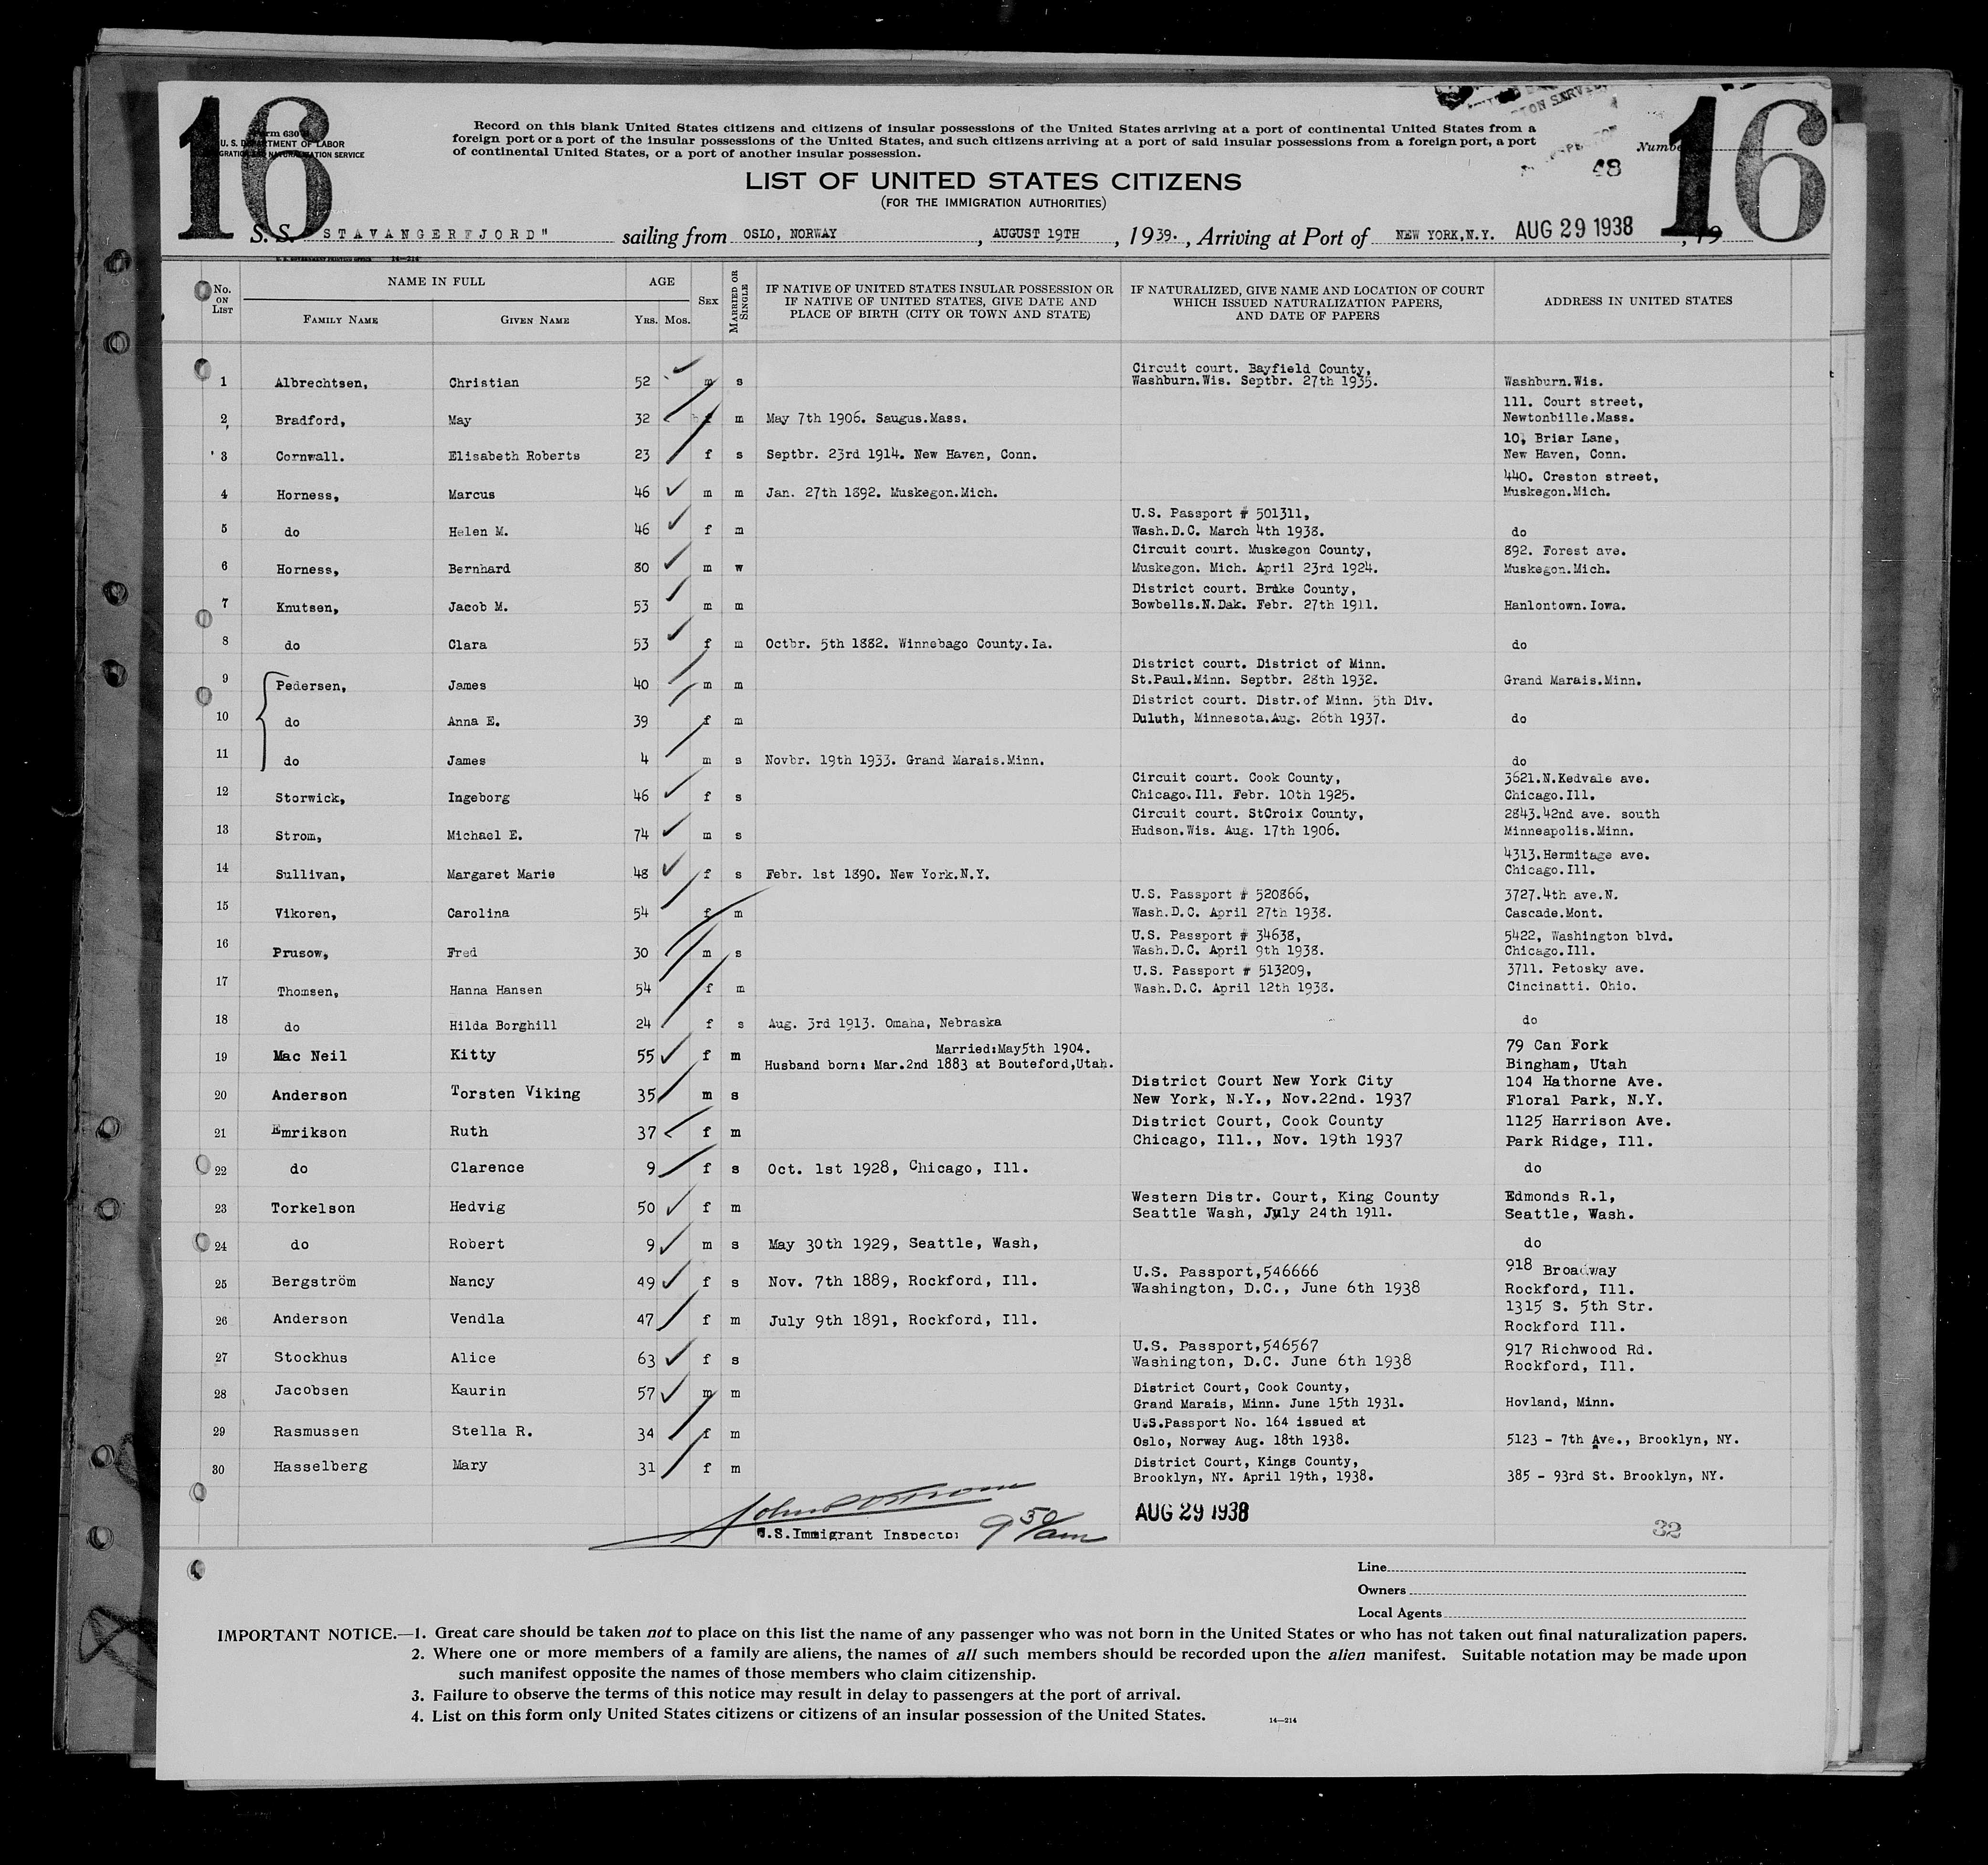 16
16
Form 630
U. S. DEPARTMENT OF LABOR
IMMIGRATION AND NATURALIZATION SERVICE
Record on this blank United States citizens and citizens of insular possessions of the United States arriving at a port of continental United States from a
foreign port or a port of the insular possessions of the United States, and such citizens arriving at a port of said insular possessions from a foreign port, a port
of continental United States, or a port of another insular possession.
Number
68
LIST OF UNITED STATES CITIZENS
(FOR THE IMMIGRATION AUTHORITIES)
S. S. STAVANGERFJORD" sailing from OSLO, NORWAY , AUGUST 19TH , 1939. , Arriving at Port of NEW YORK,N.Y. AUG 29 1938 , 19
U. S. GOVERNMENT PRINTING OFFICE 14—214
No. ON LIST
NAME IN FULL
FAMILY NAME
GIVEN NAME
AGE
YRS. MOS.
SEX
MARRIED OR SINGLE
IF NATIVE OF UNITED STATES INSULAR POSSESSION OR
IF NATIVE OF UNITED STATES, GIVE DATE AND
PLACE OF BIRTH (CITY OR TOWN AND STATE)
IF NATURALIZED, GIVE NAME AND LOCATION OF COURT
WHICH ISSUED NATURALIZATION PAPERS,
AND DATE OF PAPERS
ADDRESS IN UNITED STATES
Circuit court. Bayfield County,
1 Albrechtsen, Christian 52 m s Washburn.Wis. Septbr. 27th 1935. Washburn.Wis.
111. Court street,
2 Bradford, May 32 f m May 7th 1906. Saugus.Mass. Newtonbille.Mass.
10, Briar Lane,
3 Cornwall. Elisabeth Roberts 23 f s Septbr. 23rd 1914. New Haven, Conn. New Haven, Conn.
440. Creston street,
4 Horness, Marcus 46 m m Jan. 27th 1892. Muskegon.Mich. Muskegon.Mich.
U.S. Passport # 501311,
5 do Helen M. 46 f m Wash.D.C. March 4th 1938. do
Circuit court. Muskegon County, 892. Forest ave.
6 Horness, Bernhard 80 m w Muskegon. Mich. April 23rd 1924. Muskegon.Mich.
District court. Brùke County,
7 Knutsen, Jacob M. 53 m m Bowbells.N.Dak. Febr. 27th 1911. Hanlontown.Iowa.
8 do Clara 53 f m Octbr. 5th 1882. Winnebago County.Ia. do
District court. District of Minn.
9 Pedersen, James 40 m m St.Paul.Minn. Septbr. 28th 1932. Grand Marais.Minn.
District court. Distr.of Minn. 5th Div.
10 do Anna E. 39 f m Duluth, Minnesota.Aug. 26th 1937. do
11 do James 4 m s Novbr. 19th 1933. Grand Marais.Minn. do
Circuit court. Cook County, 3621.N.Kedvale ave.
12 Storwick, Ingeborg 46 f s Chicago.Ill. Febr. 10th 1925. Chicago.Ill.
Circuit court. StCroix County, 2843.42nd ave. south
13 Strom, Michael E. 74 m s Hudson.Wis. Aug. 17th 1906. Minneapolis.Minn.
4313.Hermitage ave.
14 Sullivan, Margaret Marie 48 f s Febr. 1st 1890. New York.N.Y. Chicago.Ill.
U.S. Passport # 520866, 3727.4th ave.N.
15 Vikoren, Carolina 54 f m Wash.D.C. April 27th 1938. Cascade.Mont.
U.S. Passport # 34638, 5422, Washington blvd.
16 Prusow, Fred 30 m s Wash.D.C. April 9th 1938. Chicago.Ill.
U.S. Passport # 513209, 3711. Petosky ave.
17 Thomsen, Hanna Hansen 54 f m Wash.D.C. April 12th 1938. Cincinatti. Ohio.
18 do Hilda Borghill 24 f s Aug. 3rd 1913. Omaha, Nebraska do
Married:May5th 1904. 79 Can Fork
19 Mac Neil Kitty 55 f m Husband born: Mar.2nd 1883 at Bouteford,Utah. Bingham, Utah
District Court New York City 104 Hathorne Ave.
20 Anderson Torsten Viking 35 m s New York, N.Y., Nov.22nd. 1937 Floral Park, N.Y.
District Court, Cook County 1125 Harrison Ave.
21 Emrikson Ruth 37 f m Chicago, Ill., Nov. 19th 1937 Park Ridge, Ill.
22 do Clarence 9 f s Oct. 1st 1928, Chicago, Ill. do
Western Distr. Court, King County Edmonds R.1,
23 Torkelson Hedvig 50 f m Seattle Wash, July 24th 1911. Seattle, Wash.
24 do Robert 9 m s May 30th 1929, Seattle, Wash, do
U.S. Passport,546666 918 Broadway
25 Bergström Nancy 49 f s Nov. 7th 1889, Rockford, Ill. Washington, D.C., June 6th 1938 Rockford, Ill.
1315 S. 5th Str.
26 Anderson Vendla 47 f m July 9th 1891, Rockford, Ill. Rockford Ill.
U.S. Passport,546567 917 Richwood Rd.
27 Stockhus Alice 63 f s Washington, D.C. June 6th 1938 Rockford, Ill.
District Court, Cook County,
28 Jacobsen Kaurin 57 m m Grand Marais, Minn. June 15th 1931. Hovland, Minn.
U.S.Passport No. 164 issued at
29 Rasmussen Stella R. 34 f m Oslo, Norway Aug. 18th 1938. 5123 - 7th Ave., Brooklyn, NY.
District Court, Kings County,
30 Hasselberg Mary 31 f m Brooklyn, NY. April 19th, 1938. 385 - 93rd St. Brooklyn, NY.
AUG 29 1938
U.S.Immigrant Inspector 9 50/am
32
Line
Owners
Local Agents
IMPORTANT NOTICE.—1. Great care should be taken not to place on this list the name of any passenger who was not born in the United States or who has not taken out final naturalization papers.
2. Where one or more members of a family are aliens, the names of all such members should be recorded upon the alien manifest. Suitable notation may be made upon
such manifest opposite the names of those members who claim citizenship.
3. Failure to observe the terms of this notice may result in delay to passengers at the port of arrival.
4. List on this form only United States citizens or citizens of an insular possession of the United States. 14—214